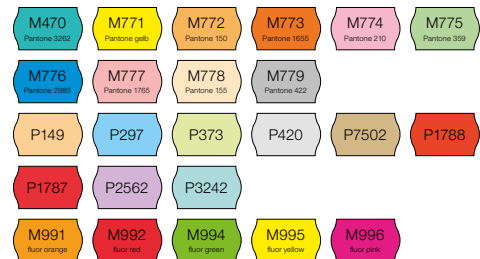 M470 M771 M772 M773 M774 M775
Pantone 3262 Pantone gelb Pantone 150 Pantone 1655 Pantone 210 Pantone 359
M776 M777 M778 M779
Pantone 2985 Pantone 1765 Pantone 155 Pantone 422
P149 P297 P373 P420 P7502 P1788
P1787 P2562 P3242
M991 M992 M994 M995 M996
fluor orange fluor red fluor green fluor yellow fluor pink